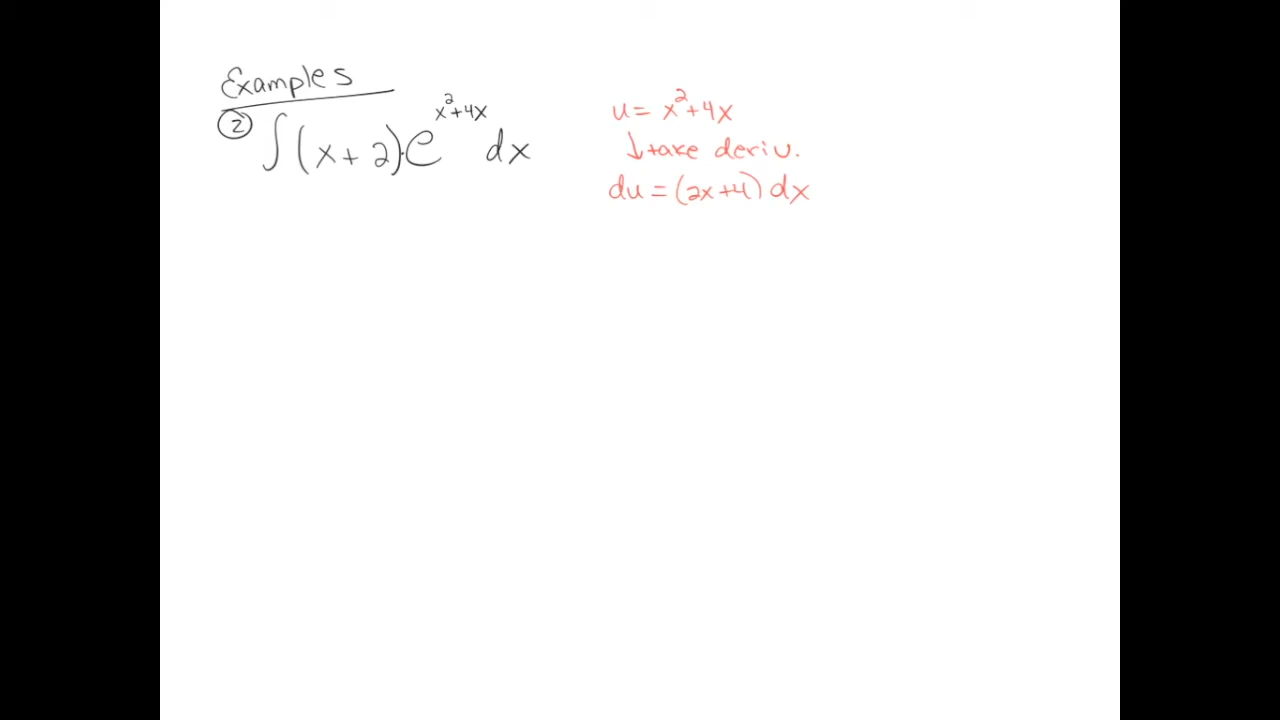 Examples
② ∫(x+2)·e^{x²+4x} dx
u = x²+4x
↓ take deriv.
du = (2x+4) dx